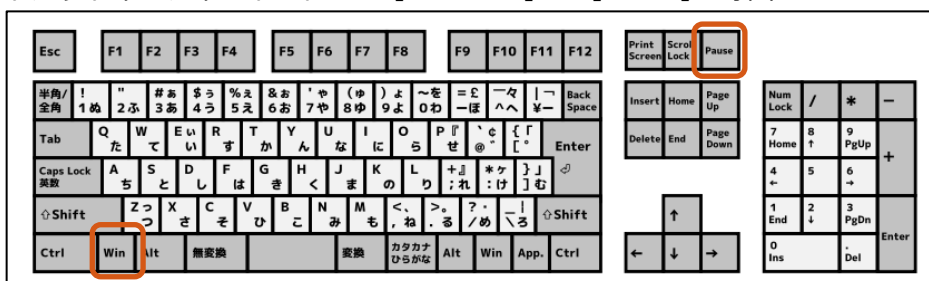 Esc F1 F2 F3 F4 F5 F6 F7 F8 F9 F10 F11 F12 Print Screen Scrol Lock Pause
半角/全角 ! 1 ぬ " 2 ふ # ぁ 3 あ $ ぅ 4 う % ぇ 5 え & ぉ 6 お ' ゃ 7 や ( ゅ 8 ゆ ) ょ 9 よ ~ を 0 わ = £ - ほ ¯ 々 ^ へ | ¬ ¥ ー Back Space Insert Home Page Up Num Lock / * -
Tab Q た W て E ぃ い R す T か Y ん U な I に O ら P 『 せ ` ¢ @ ゛ { 「 [ ゜ Enter Delete End Page Down 7 Home 8 ↑ 9 PgUp +
Caps Lock 英数 A ち S と D し F は G き H く J ま K の L り + 』 ; れ * ヶ : け } 」 ] む 4 ← 5 6 →
⇧Shift Z っ つ X さ C そ V ひ B こ N み M も < 、 , ね > 。 . る ? ・ / め _ | \ ろ ⇧Shift ↑ 1 End 2 ↓ 3 PgDn Enter
Ctrl Win Alt 無変換 変換 カタカナ ひらがな Alt Win App. Ctrl ← ↓ → 0 Ins . Del